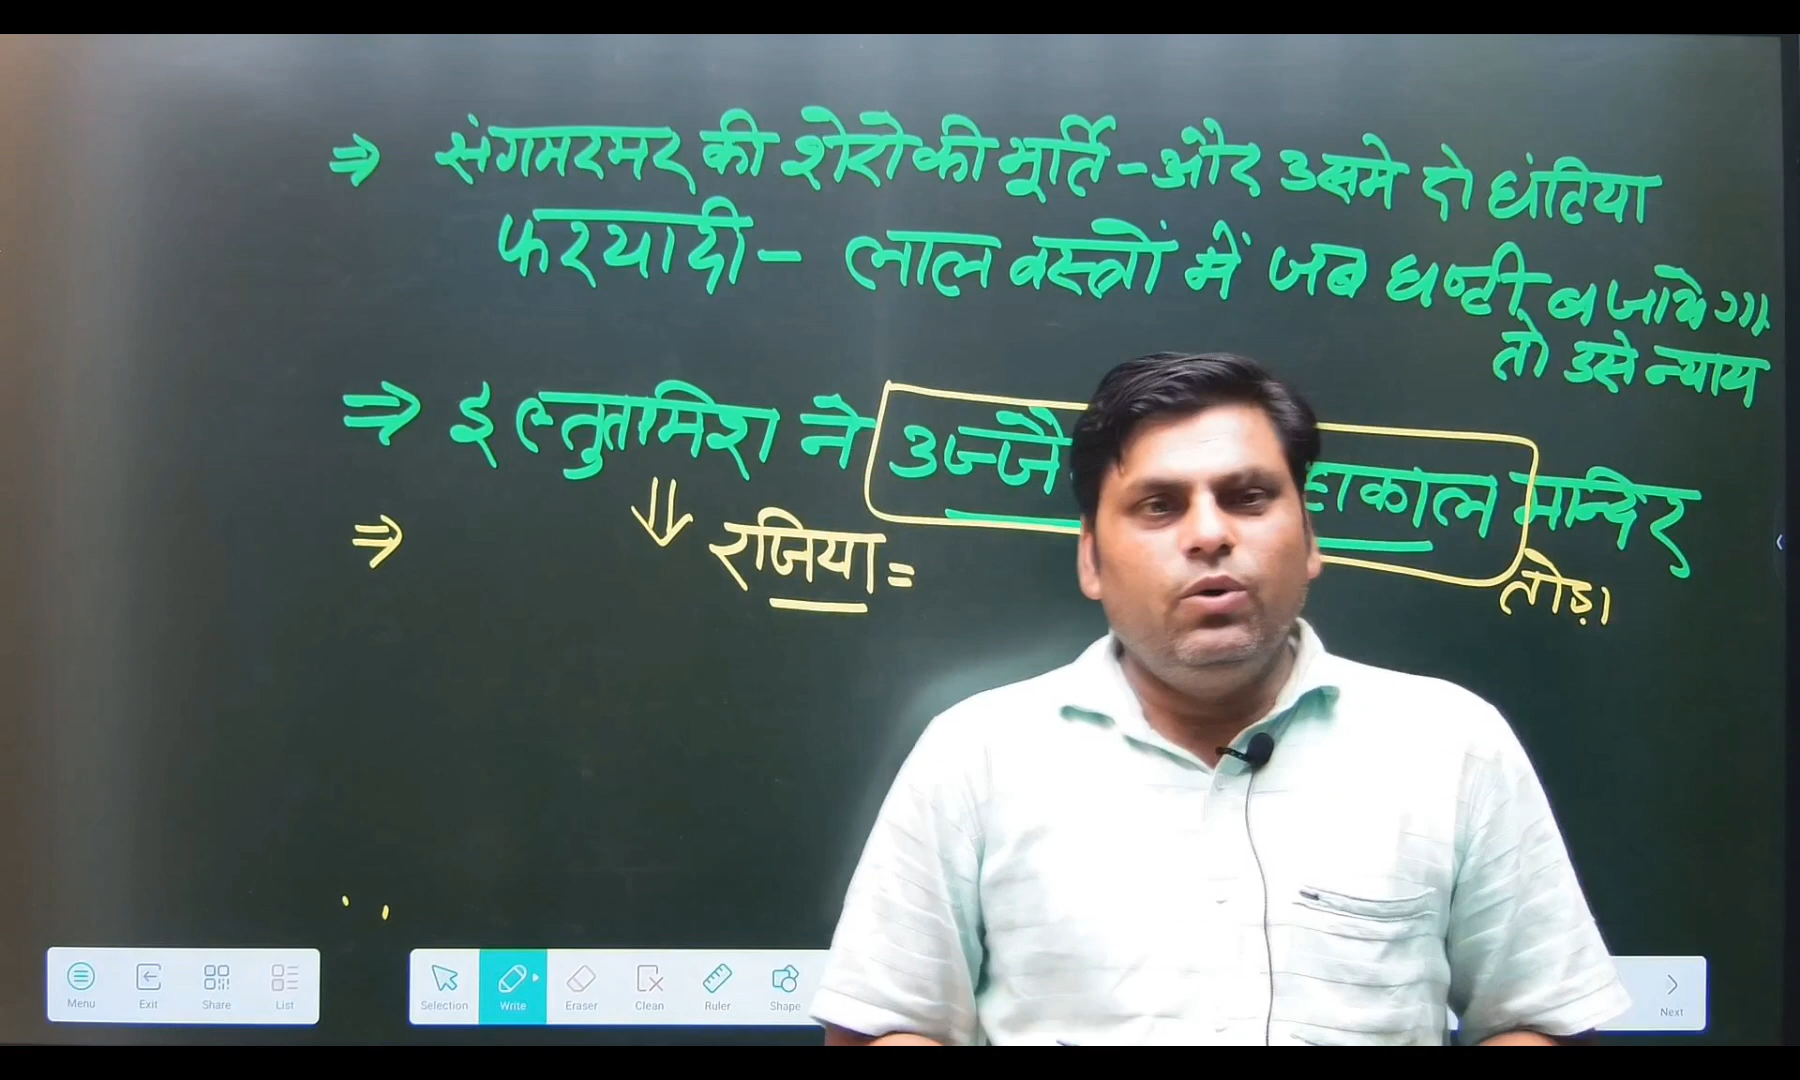 ⇒ संगमरमर की शेरो की मूर्ति - और उसमे दो घंटिया
फरयादी - लाल वस्त्रों में जब घण्टी बजाये
तो उसे न्याय
⇒ इल्तुतमिश ने उज्जै हाकाल मन्दिर
तोड़ा
⇒ ⇓ रजिया =
Menu Exit Share List Selection Write Eraser Clean Ruler Shape Next